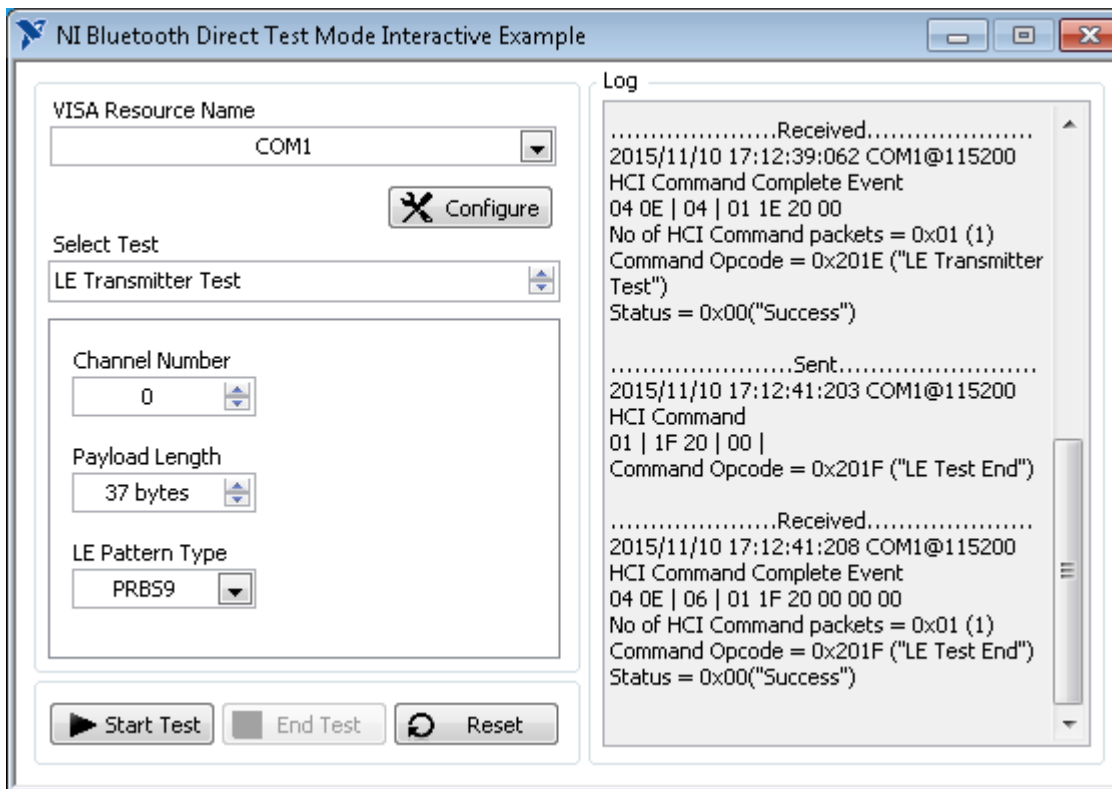 NI Bluetooth Direct Test Mode Interactive Example
VISA Resource Name
COM1
Configure
Select Test
LE Transmitter Test
Channel Number
0
Payload Length
37 bytes
LE Pattern Type
PRBS9
Start Test
End Test
Reset
Log
.....................Received.....................
2015/11/10 17:12:39:062 COM1@115200
HCI Command Complete Event
04 0E | 04 | 01 1E 20 00
No of HCI Command packets = 0x01 (1)
Command Opcode = 0x201E ("LE Transmitter
Test")
Status = 0x00("Success")
.......................Sent.........................
2015/11/10 17:12:41:203 COM1@115200
HCI Command
01 | 1F 20 | 00 |
Command Opcode = 0x201F ("LE Test End")
.....................Received.....................
2015/11/10 17:12:41:208 COM1@115200
HCI Command Complete Event
04 0E | 06 | 01 1F 20 00 00 00
No of HCI Command packets = 0x01 (1)
Command Opcode = 0x201F ("LE Test End")
Status = 0x00("Success")